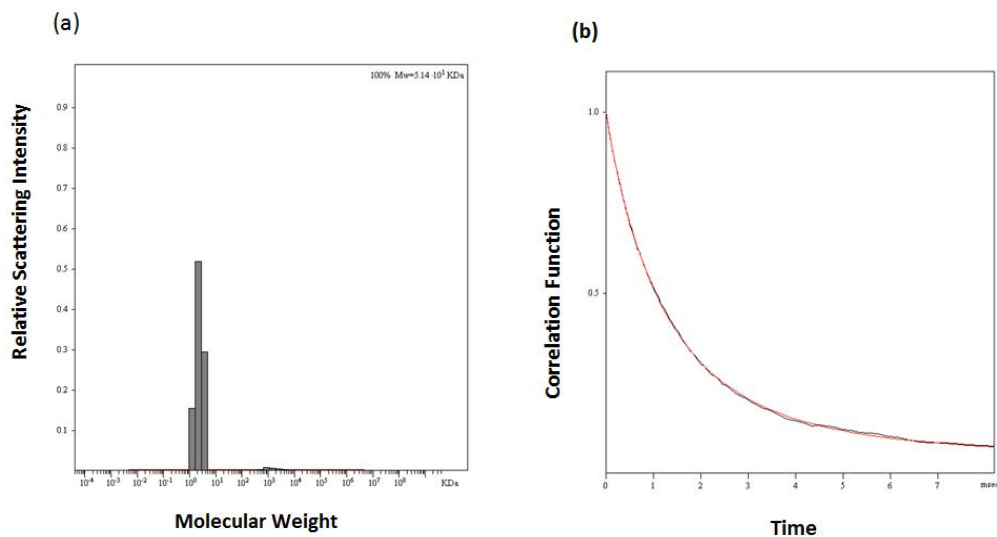 (a)
100% Mw=5.14·10¹ KDa
Relative Scattering Intensity
0.9
0.8
0.7
0.6
0.5
0.4
0.3
0.2
0.1
10⁻⁴ 10⁻³ 10⁻² 10⁻¹ 10⁰ 10¹ 10² 10³ 10⁴ 10⁵ 10⁶ 10⁷ 10⁸ KDa
Molecular Weight
(b)
Correlation Function
1.0
0.5
0 1 2 3 4 5 6 7 msec
Time